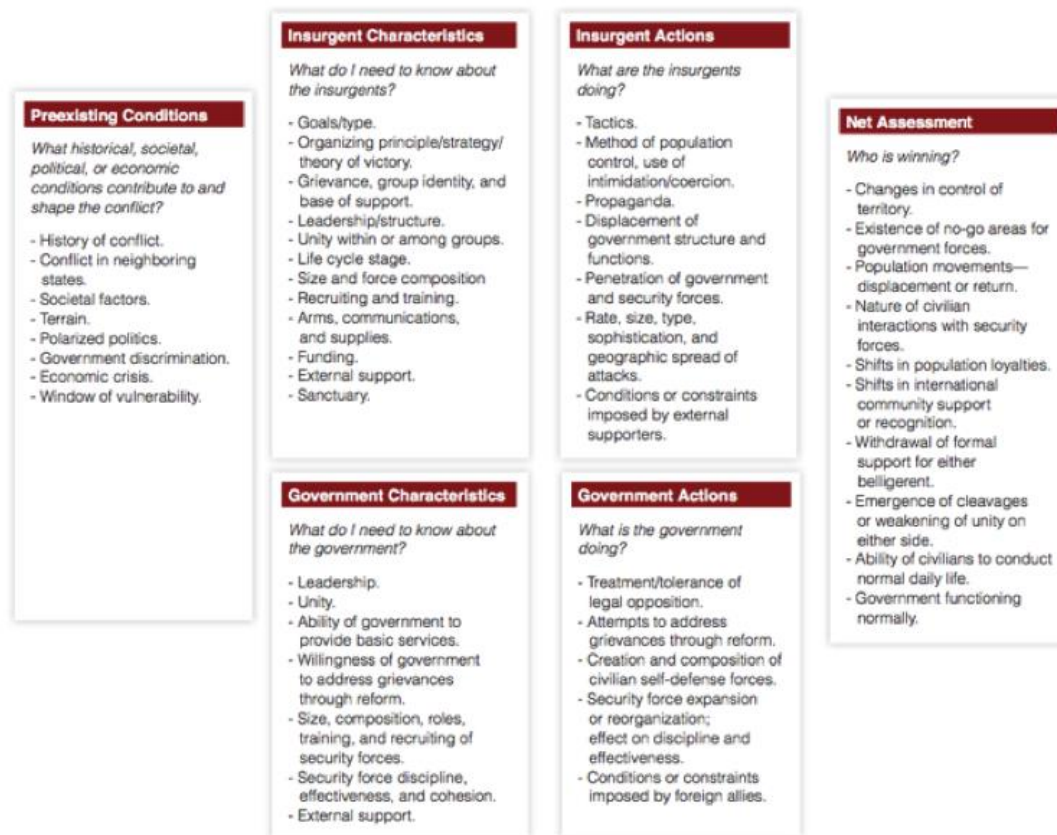 Preexisting Conditions
What historical, societal,
political, or economic
conditions contribute to and
shape the conflict?
- History of conflict.
- Conflict in neighboring
states.
- Societal factors.
- Terrain.
- Polarized politics.
- Government discrimination.
- Economic crisis.
- Window of vulnerability.
Insurgent Characteristics
What do I need to know about
the insurgents?
- Goals/type.
- Organizing principle/strategy/
theory of victory.
- Grievance, group identity, and
base of support.
- Leadership/structure.
- Unity within or among groups.
- Life cycle stage.
- Size and force composition
- Recruiting and training.
- Arms, communications,
and supplies.
- Funding.
- External support.
- Sanctuary.
Insurgent Actions
What are the insurgents
doing?
- Tactics.
- Method of population
control, use of
intimidation/coercion.
- Propaganda.
- Displacement of
government structure and
functions.
- Penetration of government
and security forces.
- Rate, size, type,
sophistication, and
geographic spread of
attacks.
- Conditions or constraints
imposed by external
supporters.
Government Characteristics
What do I need to know about
the government?
- Leadership.
- Unity.
- Ability of government to
provide basic services.
- Willingness of government
to address grievances
through reform.
- Size, composition, roles,
training, and recruiting of
security forces.
- Security force discipline,
effectiveness, and cohesion.
- External support.
Government Actions
What is the government
doing?
- Treatment/tolerance of
legal opposition.
- Attempts to address
grievances through reform.
- Creation and composition of
civilian self-defense forces.
- Security force expansion
or reorganization;
effect on discipline and
effectiveness.
- Conditions or constraints
imposed by foreign allies.
Net Assessment
Who is winning?
- Changes in control of
territory.
- Existence of no-go areas for
government forces.
- Population movements—
displacement or return.
- Nature of civilian
interactions with security
forces.
- Shifts in population loyalties.
- Shifts in international
community support
or recognition.
- Withdrawal of formal
support for either
belligerent.
- Emergence of cleavages
or weakening of unity on
either side.
- Ability of civilians to conduct
normal daily life.
- Government functioning
normally.